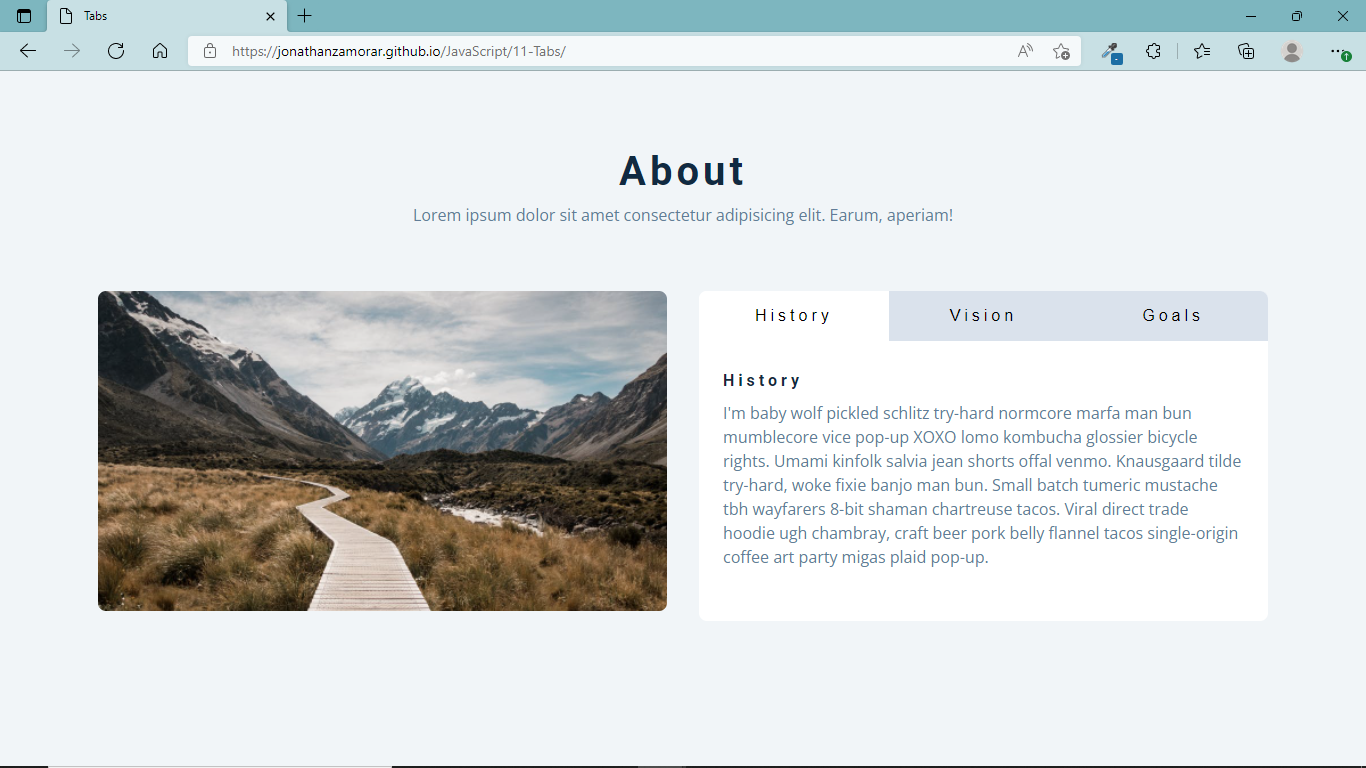 Tabs
https://jonathanzamorar.github.io/JavaScript/11-Tabs/
About
Lorem ipsum dolor sit amet consectetur adipisicing elit. Earum, aperiam!
History Vision Goals
History
I'm baby wolf pickled schlitz try-hard normcore marfa man bun
mumblecore vice pop-up XOXO lomo kombucha glossier bicycle
rights. Umami kinfolk salvia jean shorts offal venmo. Knausgaard tilde
try-hard, woke fixie banjo man bun. Small batch tumeric mustache
tbh wayfarers 8-bit shaman chartreuse tacos. Viral direct trade
hoodie ugh chambray, craft beer pork belly flannel tacos single-origin
coffee art party migas plaid pop-up.